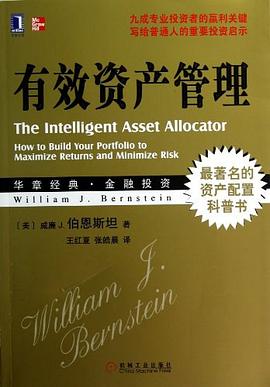 Mc
Graw
Hill
九成专业投资者的赢利关键
写给普通人的重要投资启示
有效资产管理
The Intelligent Asset Allocator
How to Build Your Portfolio to
Maximize Returns and Minimize Risk
华章经典·金融投资
William J. Bernstein
最著名的
资产配置
科普书
[美] 威廉 J. 伯恩斯坦 著
王红夏 张皓晨 译
William J.
Bernstein
机械工业出版社
China Machine Press